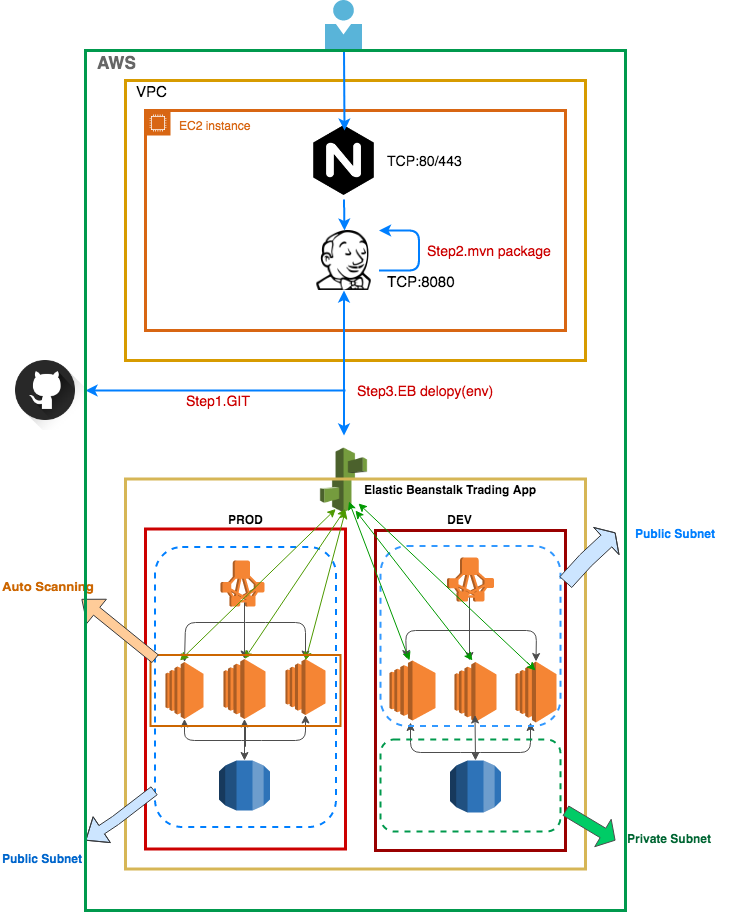 AWS
VPC
EC2 instance
N
TCP:80/443
Step2.mvn package
TCP:8080
Step3.EB delopy(env)
Step1.GIT
Elastic Beanstalk Trading App
PROD
DEV
Public Subnet
Auto Scanning
Private Subnet
Public Subnet